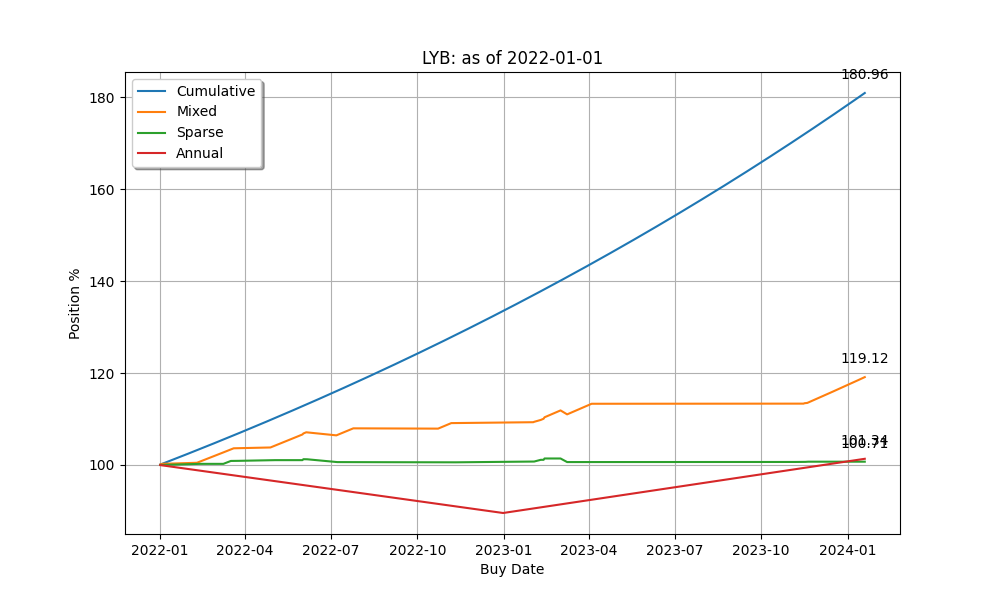 LYB: as of 2022-01-01
Cumulative
Mixed
Sparse
Annual
180.96
119.12
101.34
100.71
180
160
140
120
100
Position %
2022-01 2022-04 2022-07 2022-10 2023-01 2023-04 2023-07 2023-10 2024-01
Buy Date